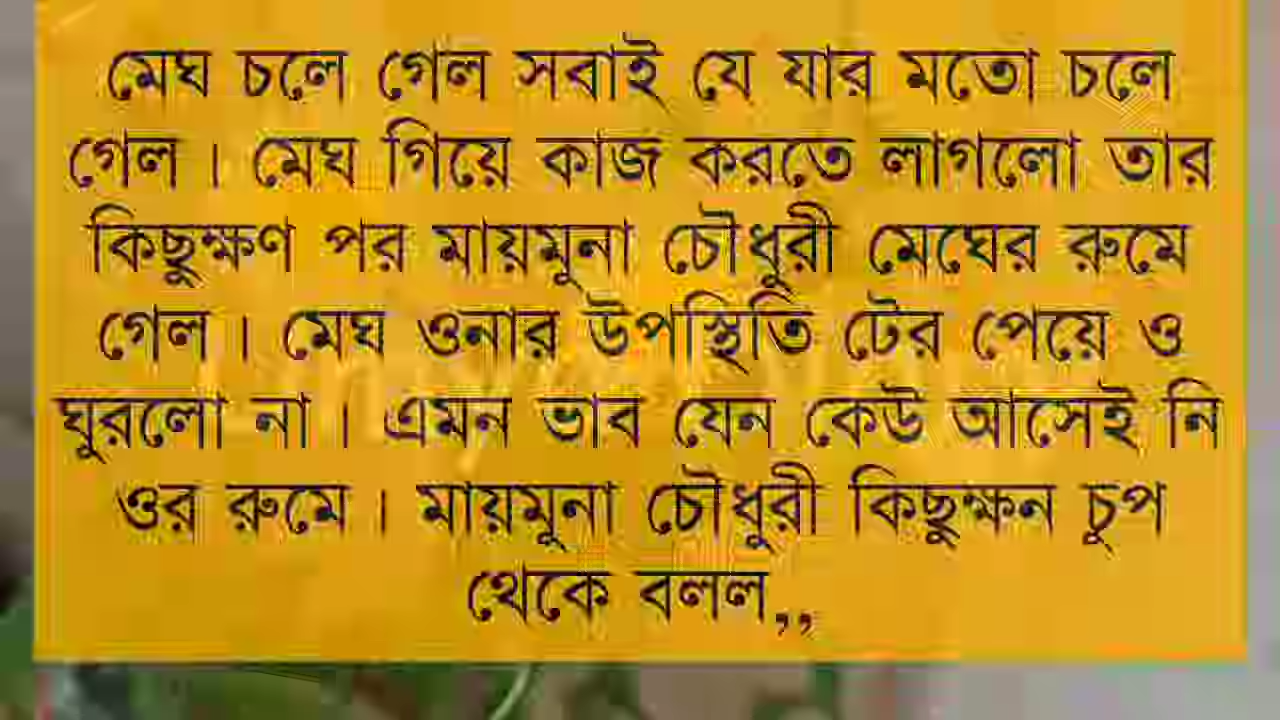 মেঘ চলে গেল সবাই যে যার মতো চলে
গেল । মেঘ গিয়ে কাজ করতে লাগলো তার
কিছুক্ষণ পর মায়মুনা চৌধুরী মেঘের রুমে
গেল । মেঘ ওনার উপস্থিতি টের পেয়ে ও
ঘুরলো না । এমন ভাব যেন কেউ আসেই নি
ওর রুমে । মায়মুনা চৌধুরী কিছুক্ষন চুপ
থেকে বলল,,